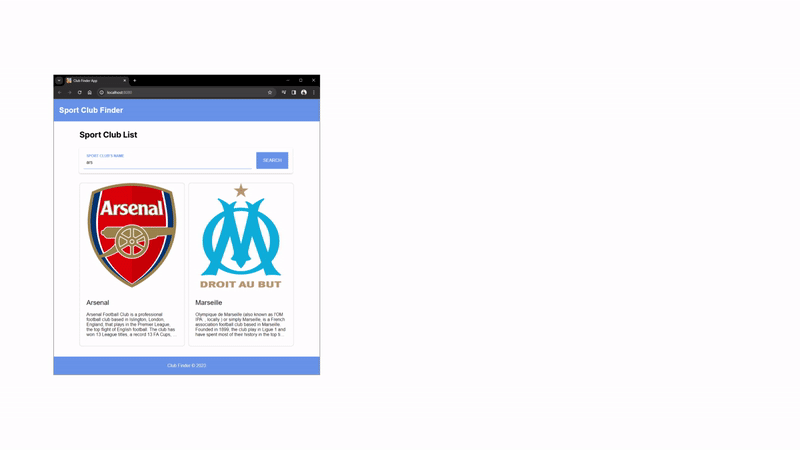 Club Finder App
localhost:8080
Sport Club Finder
Sport Club List
SPORT CLUB'S NAME
ars
SEARCH
Arsenal
DROIT AU BUT
Arsenal
Arsenal Football Club is a professional
football club based in Islington, London,
England, that plays in the Premier League,
the top flight of English football. The club has
won 13 League titles, a record 13 FA Cups, ...
Marseille
Olympique de Marseille (also known as l'OM
IPA: , locally ) or simply Marseille, is a French
association football club based in Marseille.
Founded in 1899, the club play in Ligue 1 and
have spent most of their history in the top ti...
Club Finder © 2023.